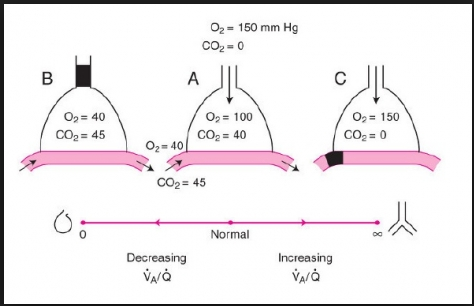 O₂ = 150 mm Hg
CO₂ = 0
B
A
C
O₂ = 40
CO₂ = 45
O₂ = 100
CO₂ = 40
O₂ = 150
CO₂ = 0
O₂ = 40
CO₂ = 45
0
Normal
∞
Decreasing
V̇A/Q̇
Increasing
V̇A/Q̇